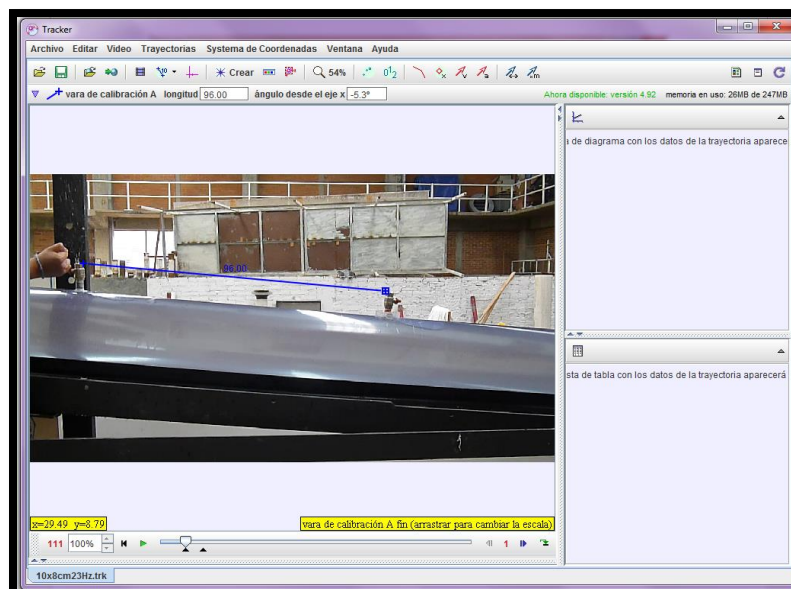 Tracker
Archivo Editar Video Trayectorias Systema de Coordenadas Ventana Ayuda
Crear 54%
vara de calibración A longitud 96.00 ángulo desde el eje x -5.3° Ahora disponible: versión 4.92 memoria en uso: 26MB de 247MB
de diagrama con los datos de la trayectoria aparece
96.00
sta de tabla con los datos de la trayectoria aparecerá
x=29.49 y=8.79 vara de calibración A fin (arrastrar para cambiar la escala)
111 100% 1
10x8cm23Hz.trk